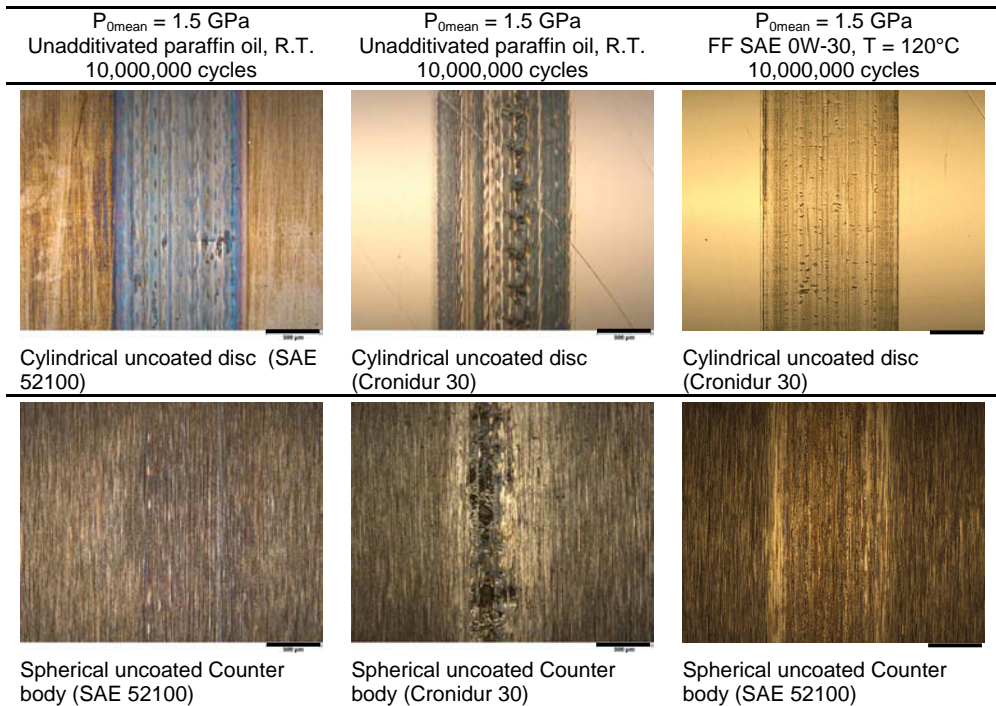 P0mean = 1.5 GPa
Unadditivated paraffin oil, R.T.
10,000,000 cycles
P0mean = 1.5 GPa
Unadditivated paraffin oil, R.T.
10,000,000 cycles
P0mean = 1.5 GPa
FF SAE 0W-30, T = 120°C
10,000,000 cycles
Cylindrical uncoated disc (SAE
52100)
Cylindrical uncoated disc
(Cronidur 30)
Cylindrical uncoated disc
(Cronidur 30)
Spherical uncoated Counter
body (SAE 52100)
Spherical uncoated Counter
body (Cronidur 30)
Spherical uncoated Counter
body (SAE 52100)